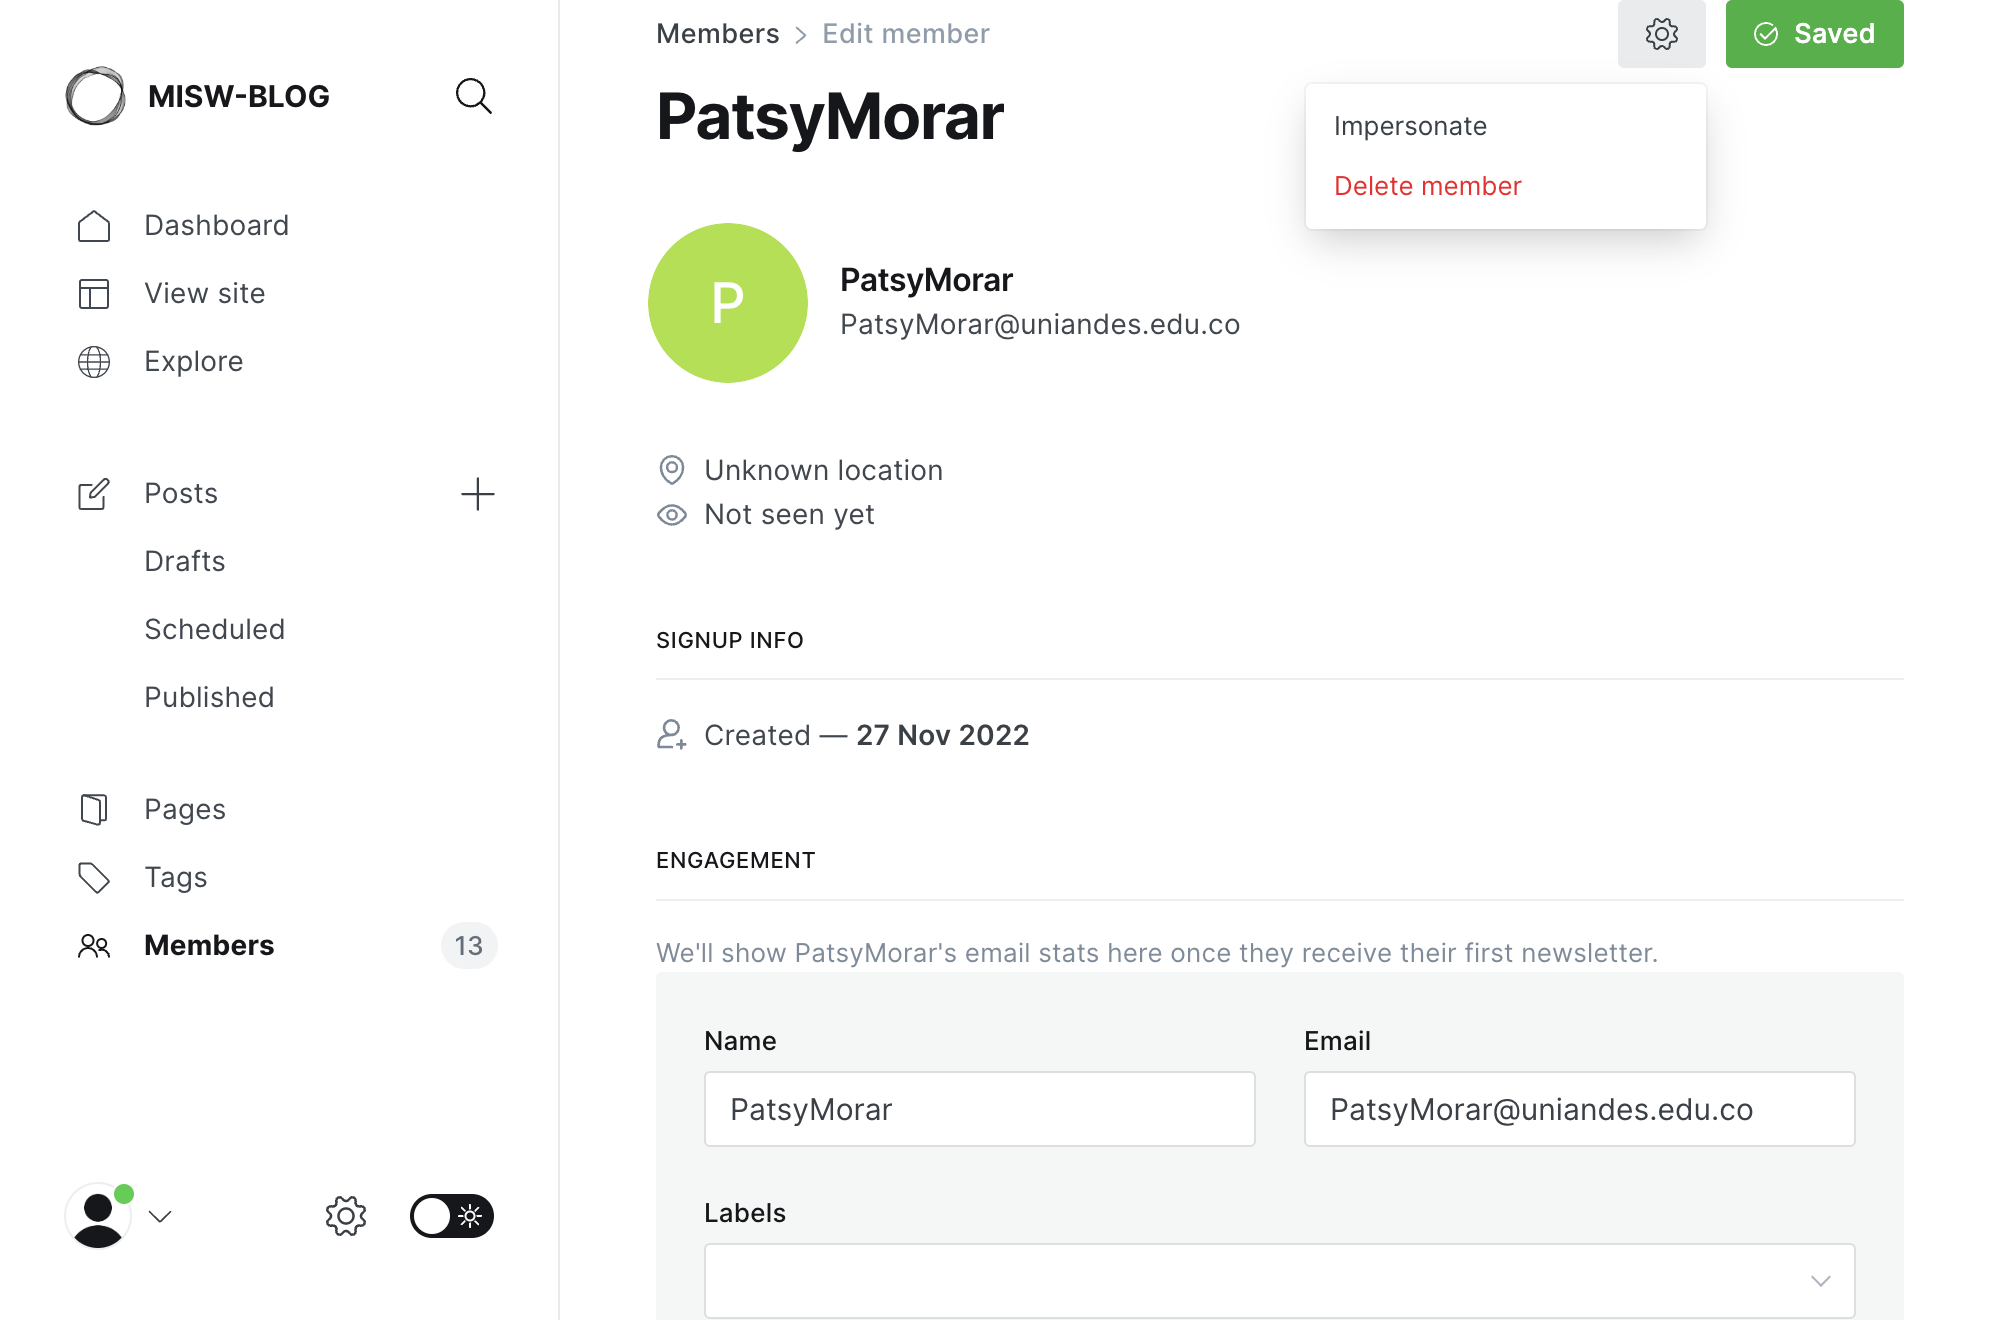 MISW-BLOG
Dashboard
View site
Explore
Posts
Drafts
Scheduled
Published
Pages
Tags
Members 13
Members > Edit member
Saved
PatsyMorar
Impersonate
Delete member
P
PatsyMorar
PatsyMorar@uniandes.edu.co
Unknown location
Not seen yet
SIGNUP INFO
Created — 27 Nov 2022
ENGAGEMENT
We'll show PatsyMorar's email stats here once they receive their first newsletter.
Name Email
PatsyMorar PatsyMorar@uniandes.edu.co
Labels